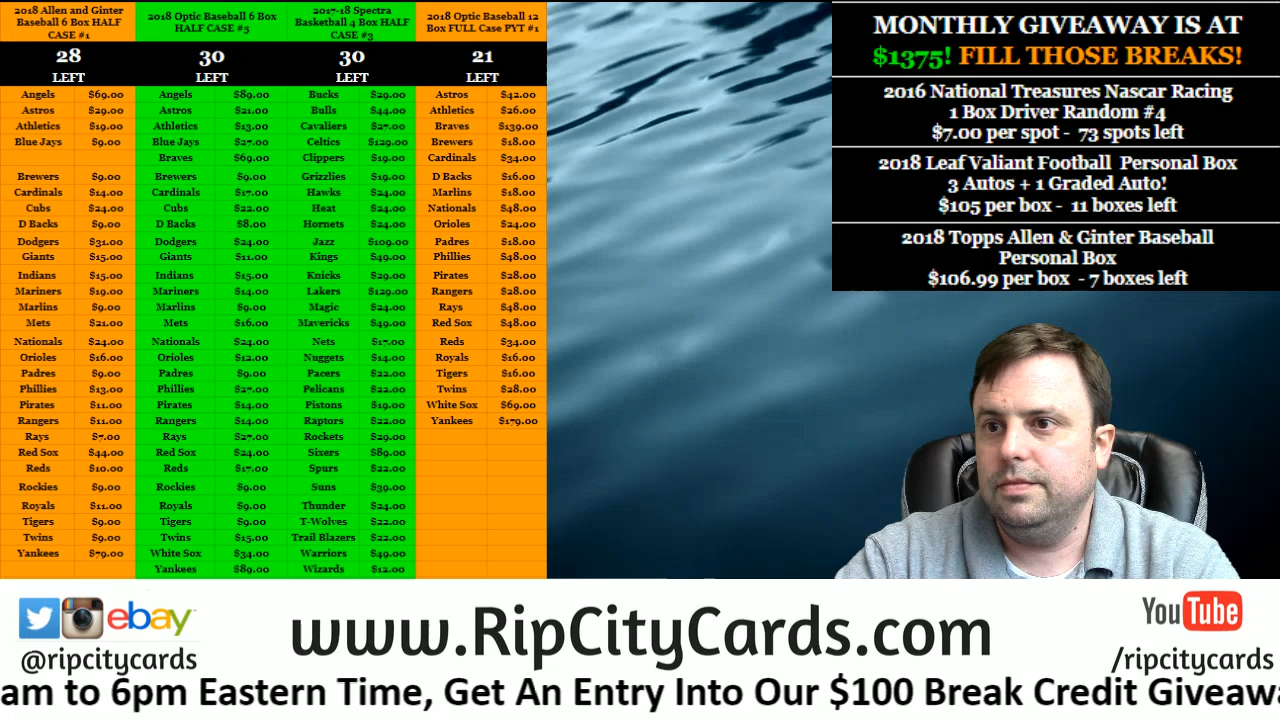 2018 Allen and Ginter
Baseball 6 Box HALF
CASE #1
28
LEFT
Angels $69.00
Astros $29.00
Athletics $19.00
Blue Jays $9.00
Brewers $9.00
Cardinals $14.00
Cubs $24.00
D Backs $9.00
Dodgers $31.00
Giants $15.00
Indians $15.00
Mariners $19.00
Marlins $9.00
Mets $21.00
Nationals $24.00
Orioles $16.00
Padres $9.00
Phillies $13.00
Pirates $11.00
Rangers $11.00
Rays $7.00
Red Sox $44.00
Reds $10.00
Rockies $9.00
Royals $11.00
Tigers $9.00
Twins $9.00
Yankees $79.00
2018 Optic Baseball 6 Box
HALF CASE #5
30
LEFT
Angels $89.00
Astros $21.00
Athletics $13.00
Blue Jays $27.00
Braves $69.00
Brewers $9.00
Cardinals $17.00
Cubs $22.00
D Backs $8.00
Dodgers $24.00
Giants $11.00
Indians $15.00
Mariners $14.00
Marlins $9.00
Mets $16.00
Nationals $24.00
Orioles $12.00
Padres $9.00
Phillies $27.00
Pirates $14.00
Rangers $14.00
Rays $27.00
Red Sox $24.00
Reds $17.00
Rockies $9.00
Royals $9.00
Tigers $9.00
Twins $15.00
White Sox $34.00
Yankees $89.00
2017-18 Spectra
Basketball 4 Box HALF
CASE #3
30
LEFT
Bucks $29.00
Bulls $44.00
Cavaliers $27.00
Celtics $129.00
Clippers $19.00
Grizzlies $19.00
Hawks $24.00
Heat $24.00
Hornets $24.00
Jazz $109.00
Kings $49.00
Knicks $29.00
Lakers $129.00
Magic $24.00
Mavericks $49.00
Nets $17.00
Nuggets $14.00
Pacers $22.00
Pelicans $22.00
Pistons $19.00
Raptors $22.00
Rockets $29.00
Sixers $89.00
Spurs $22.00
Suns $39.00
Thunder $24.00
T-Wolves $22.00
Trail Blazers $22.00
Warriors $49.00
Wizards $12.00
2018 Optic Baseball 12
Box FULL Case PYT #1
21
LEFT
Astros $42.00
Athletics $26.00
Braves $139.00
Brewers $18.00
Cardinals $34.00
D Backs $16.00
Marlins $18.00
Nationals $48.00
Orioles $24.00
Padres $18.00
Phillies $48.00
Pirates $28.00
Rangers $28.00
Rays $48.00
Red Sox $48.00
Reds $34.00
Royals $16.00
Tigers $16.00
Twins $28.00
White Sox $69.00
Yankees $179.00
MONTHLY GIVEAWAY IS AT
$1375! FILL THOSE BREAKS!
2016 National Treasures Nascar Racing
1 Box Driver Random #4
$7.00 per spot - 73 spots left
2018 Leaf Valiant Football Personal Box
3 Autos + 1 Graded Auto!
$105 per box - 11 boxes left
2018 Topps Allen & Ginter Baseball
Personal Box
$106.99 per box - 7 boxes left
ebay
@ripcitycards
www.RipCityCards.com
YouTube
/ripcitycards
am to 6pm Eastern Time, Get An Entry Into Our $100 Break Credit Giveaw